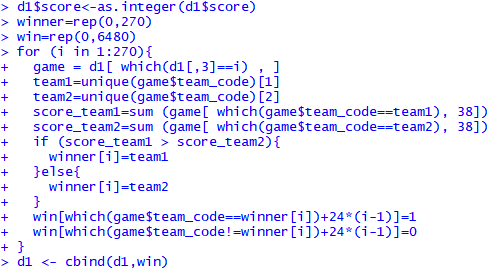 > d1$score<-as.integer(d1$score)
> winner=rep(0,270)
> win=rep(0,6480)
> for (i in 1:270){
+   game = d1[ which(d1[,3]==i) , ]
+   team1=unique(game$team_code)[1]
+   team2=unique(game$team_code)[2]
+   score_team1=sum (game[ which(game$team_code==team1), 38])
+   score_team2=sum (game[ which(game$team_code==team2), 38])
+   if (score_team1 > score_team2){
+     winner[i]=team1
+   }else{
+     winner[i]=team2
+   }
+   win[which(game$team_code==winner[i])+24*(i-1)]=1
+   win[which(game$team_code!=winner[i])+24*(i-1)]=0
+ }
> d1 <- cbind(d1,win)